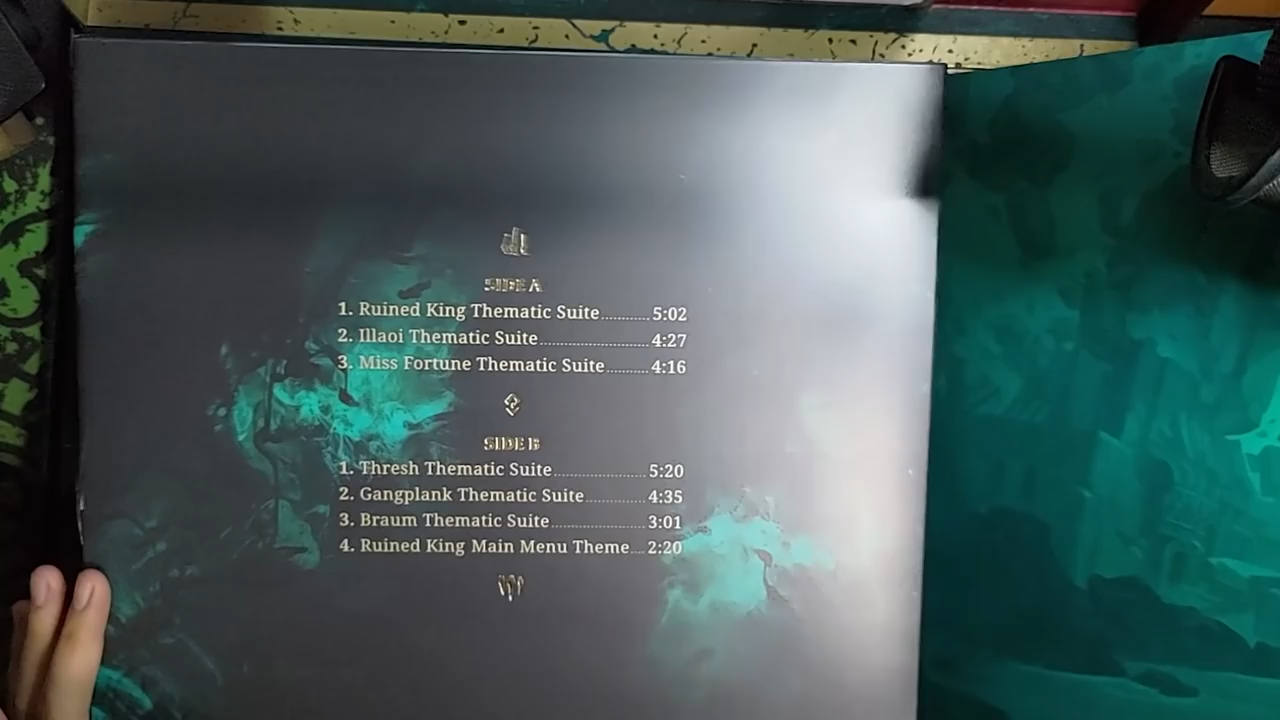 SIDE A
1. Ruined King Thematic Suite...........5:02
2. Illaoi Thematic Suite..........................4:27
3. Miss Fortune Thematic Suite..........4:16
SIDE B
1. Thresh Thematic Suite......................5:20
2. Gangplank Thematic Suite..............4:35
3. Braum Thematic Suite......................3:01
4. Ruined King Main Menu Theme....2:20